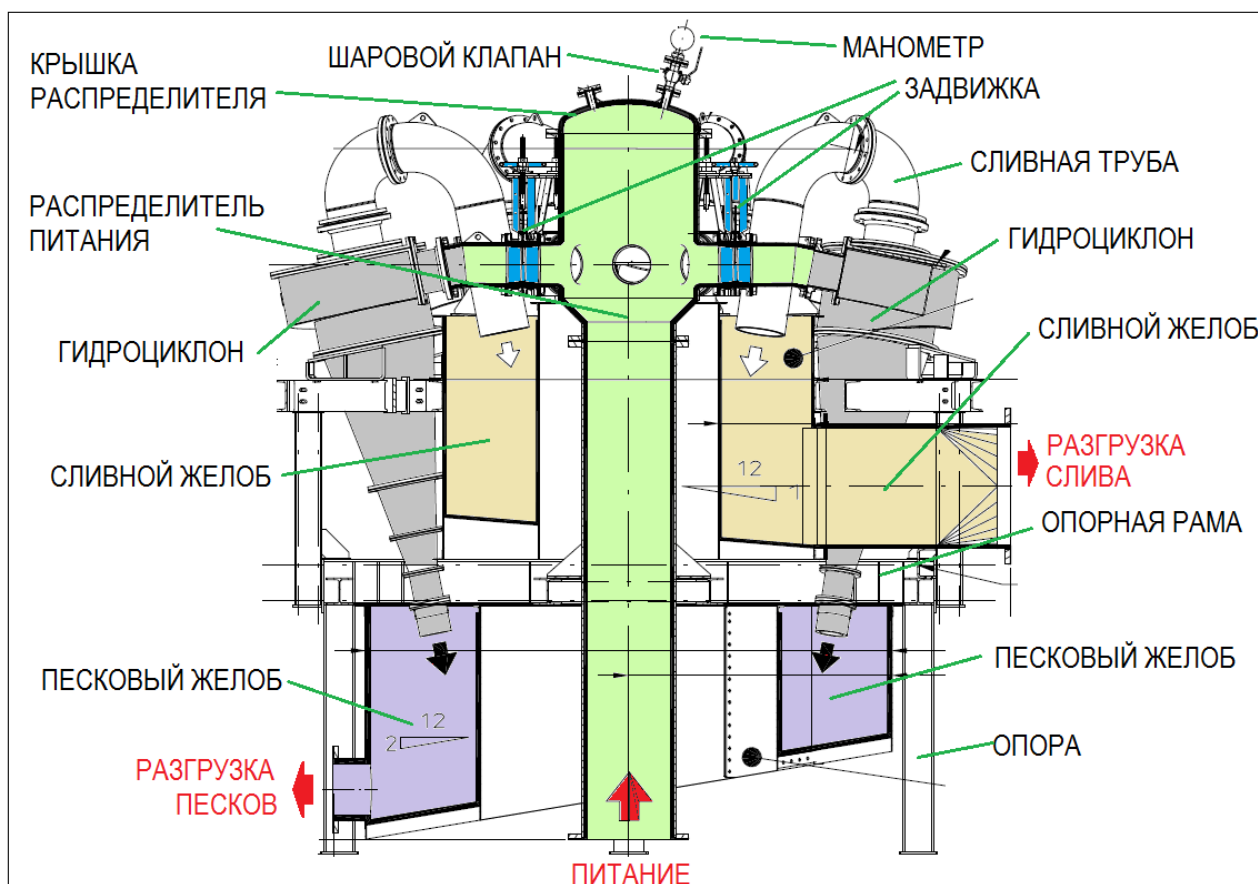 МАНОМЕТР
ШАРОВОЙ КЛАПАН
КРЫШКА
РАСПРЕДЕЛИТЕЛЯ
ЗАДВИЖКА
СЛИВНАЯ ТРУБА
РАСПРЕДЕЛИТЕЛЬ
ПИТАНИЯ
ГИДРОЦИКЛОН
СЛИВНОЙ ЖЕЛОБ
ГИДРОЦИКЛОН
РАЗГРУЗКА
СЛИВА
СЛИВНОЙ ЖЕЛОБ
12
1
ОПОРНАЯ РАМА
ПЕСКОВЫЙ ЖЕЛОБ
ПЕСКОВЫЙ ЖЕЛОБ
12
2
ОПОРА
РАЗГРУЗКА
ПЕСКОВ
ПИТАНИЕ